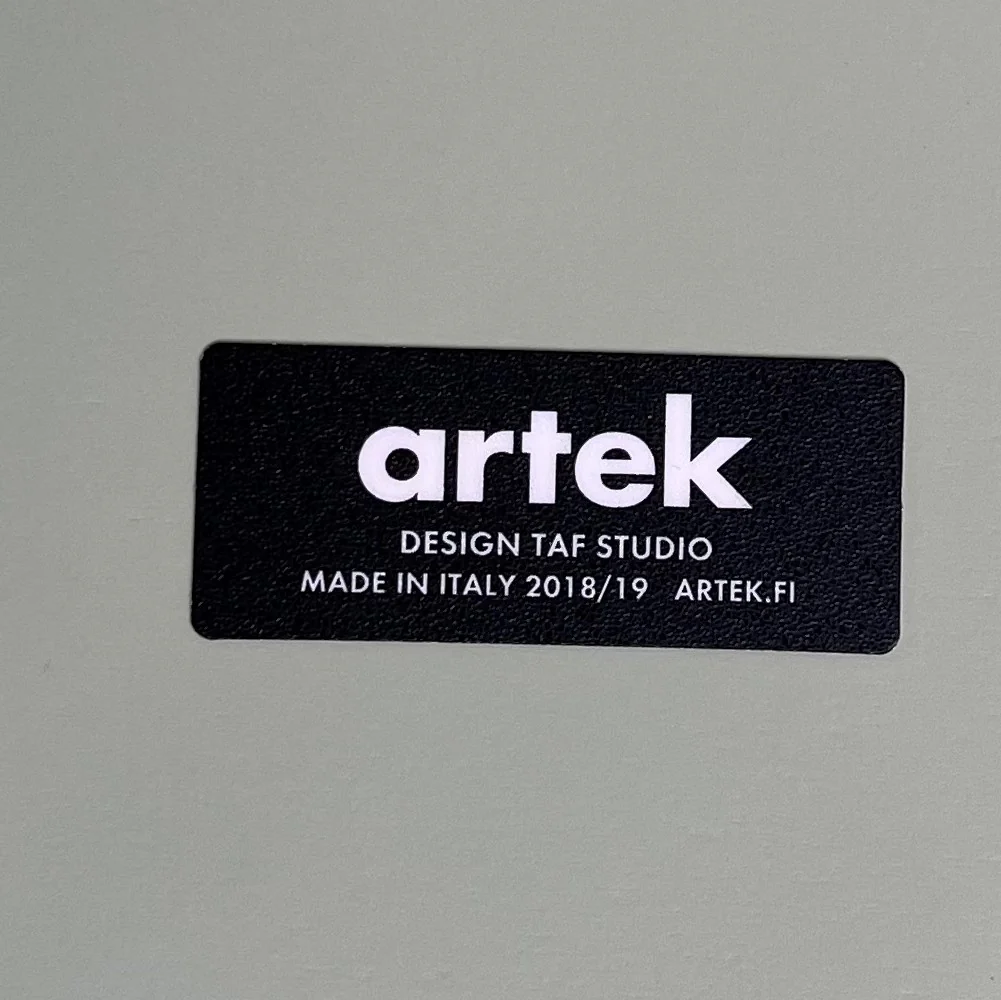 artek
DESIGN TAF STUDIO
MADE IN ITALY 2018/19 ARTEK.FI